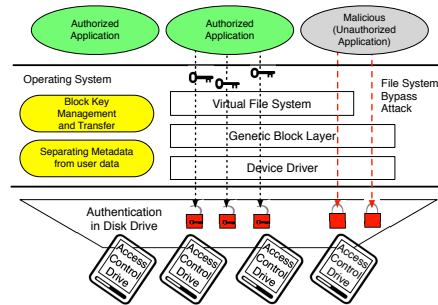 Authorized
Application
Authorized
Application
Malicious
(Unauthorized
Application)
Operating System
Block Key
Management
and Transfer
Separating Metadata
from user data
Virtual File System
Generic Block Layer
Device Driver
File System
Bypass
Attack
Authentication
in Disk Drive
Access
Control
Drive
Access
Control
Drive
Access
Control
Drive
Access
Control
Drive